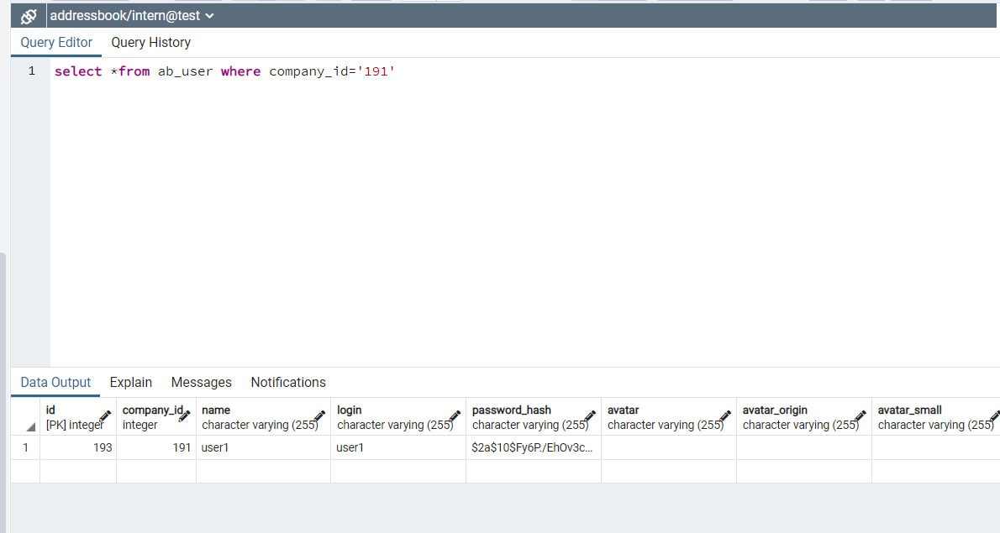 addressbook/intern@test
Query Editor Query History
1 select *from ab_user where company_id='191'
Data Output Explain Messages Notifications
id company_id name login password_hash avatar avatar_origin avatar_small
[PK] integer integer character varying (255) character varying (255) character varying (255) character varying (255) character varying (255) character varying (255)
1 193 191 user1 user1 $2a$10$Fy6P./EhOv3c...